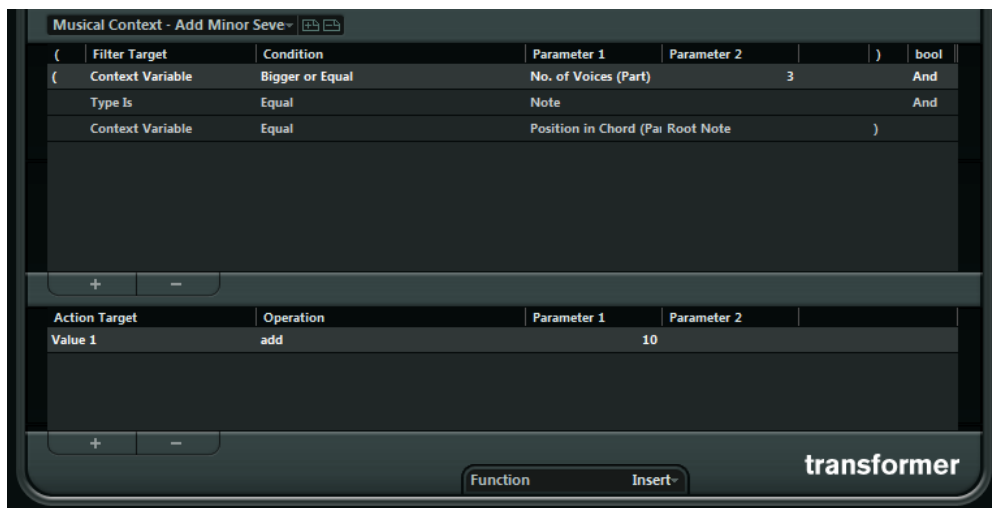 Musical Context - Add Minor Seve
( Filter Target Condition Parameter 1 Parameter 2 ) bool
( Context Variable Bigger or Equal No. of Voices (Part) 3 And
Type Is Equal Note And
Context Variable Equal Position in Chord (Par Root Note )
+ −
Action Target Operation Parameter 1 Parameter 2
Value 1 add 10
+ −
transformer
Function Insert